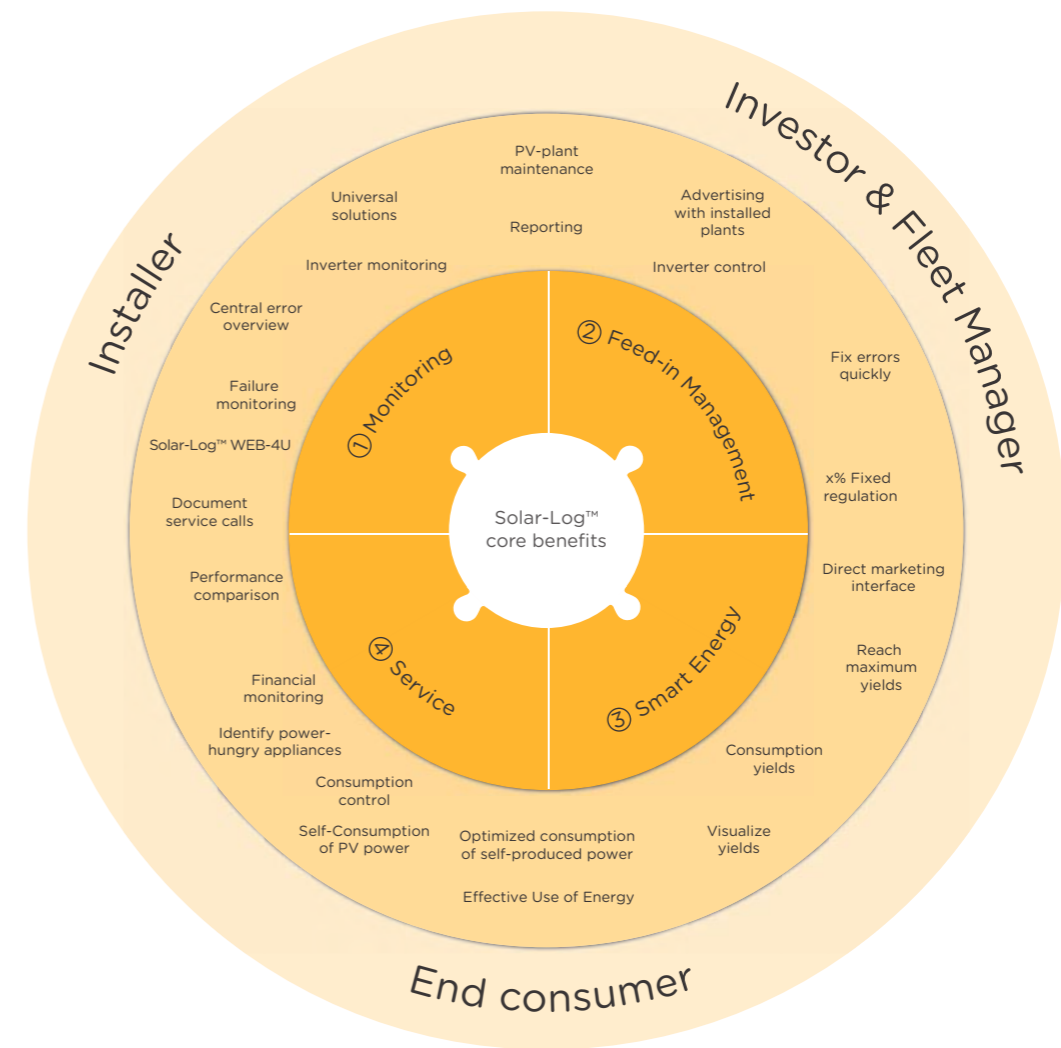 Installer
Investor & Fleet Manager
End consumer
PV-plant
maintenance
Universal
solutions
Advertising
with installed
plants
Reporting
Inverter monitoring
Inverter control
Central error
overview
Fix errors
quickly
Failure
monitoring
Solar-Log™ WEB-4U
x% Fixed
regulation
Document
service calls
Direct marketing
interface
Performance
comparison
Reach
maximum
yields
Financial
monitoring
Identify power-
hungry appliances
Consumption
yields
Consumption
control
Self-Consumption
of PV power
Optimized consumption
of self-produced power
Visualize
yields
Effective Use of Energy
① Monitoring
② Feed-in Management
③ Smart Energy
④ Service
Solar-Log™
core benefits